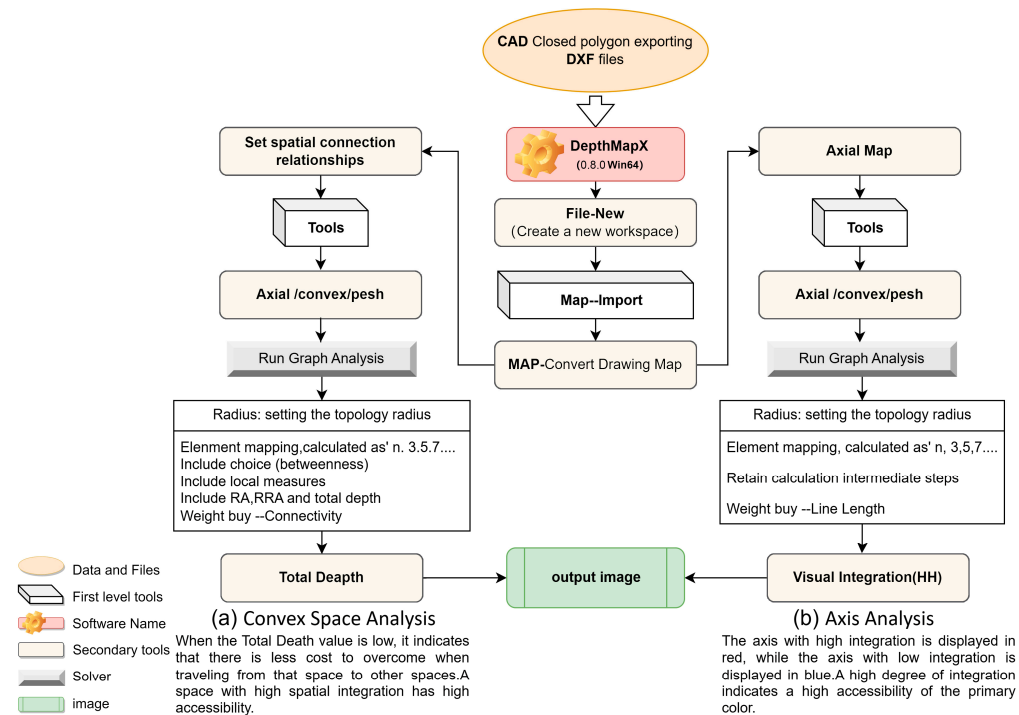 CAD Closed polygon exporting
DXF files
DepthMapX
(0.8.0 Win64)
File-New
(Create a new workspace)
Map--Import
MAP-Convert Drawing Map
Set spatial connection
relationships
Tools
Axial /convex/pesh
Run Graph Analysis
Radius: setting the topology radius
Elenment mapping,calculated as' n. 3.5.7....
Include choice (betweenness)
Include local measures
Include RA,RRA and total depth
Weight buy --Connectivity
Total Deapth
Axial Map
Tools
Axial /convex/pesh
Run Graph Analysis
Radius: setting the topology radius
Element mapping, calculated as' n, 3,5,7....
Retain calculation intermediate steps
Weight buy --Line Length
Visual Integration(HH)
output image
Data and Files
First level tools
Software Name
Secondary tools
Solver
image
(a) Convex Space Analysis
When the Total Death value is low, it indicates
that there is less cost to overcome when
traveling from that space to other spaces.A
space with high spatial integration has high
accessibility.
(b) Axis Analysis
The axis with high integration is displayed in
red, while the axis with low integration is
displayed in blue.A high degree of integration
indicates a high accessibility of the primary
color.